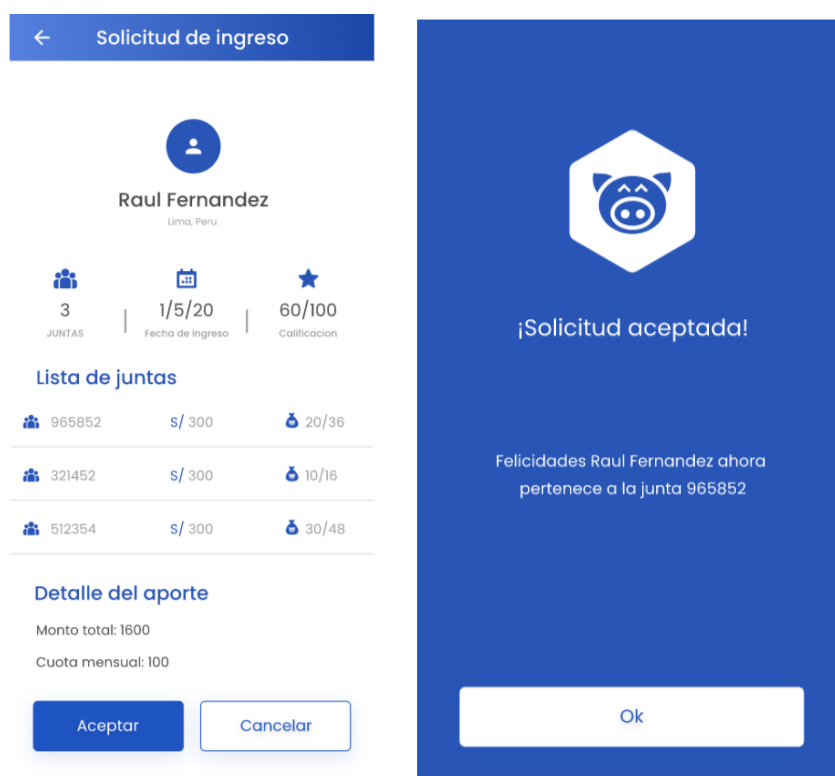 Solicitud de ingreso
Raul Fernandez
Lima, Peru
3
JUNTAS
1/5/20
Fecha de ingreso
60/100
Calificacion
Lista de juntas
965852 S/ 300 20/36
321452 S/ 300 10/16
512354 S/ 300 30/48
Detalle del aporte
Monto total: 1600
Cuota mensual: 100
Aceptar
Cancelar
¡Solicitud aceptada!
Felicidades Raul Fernandez ahora
pertenece a la junta 965852
Ok